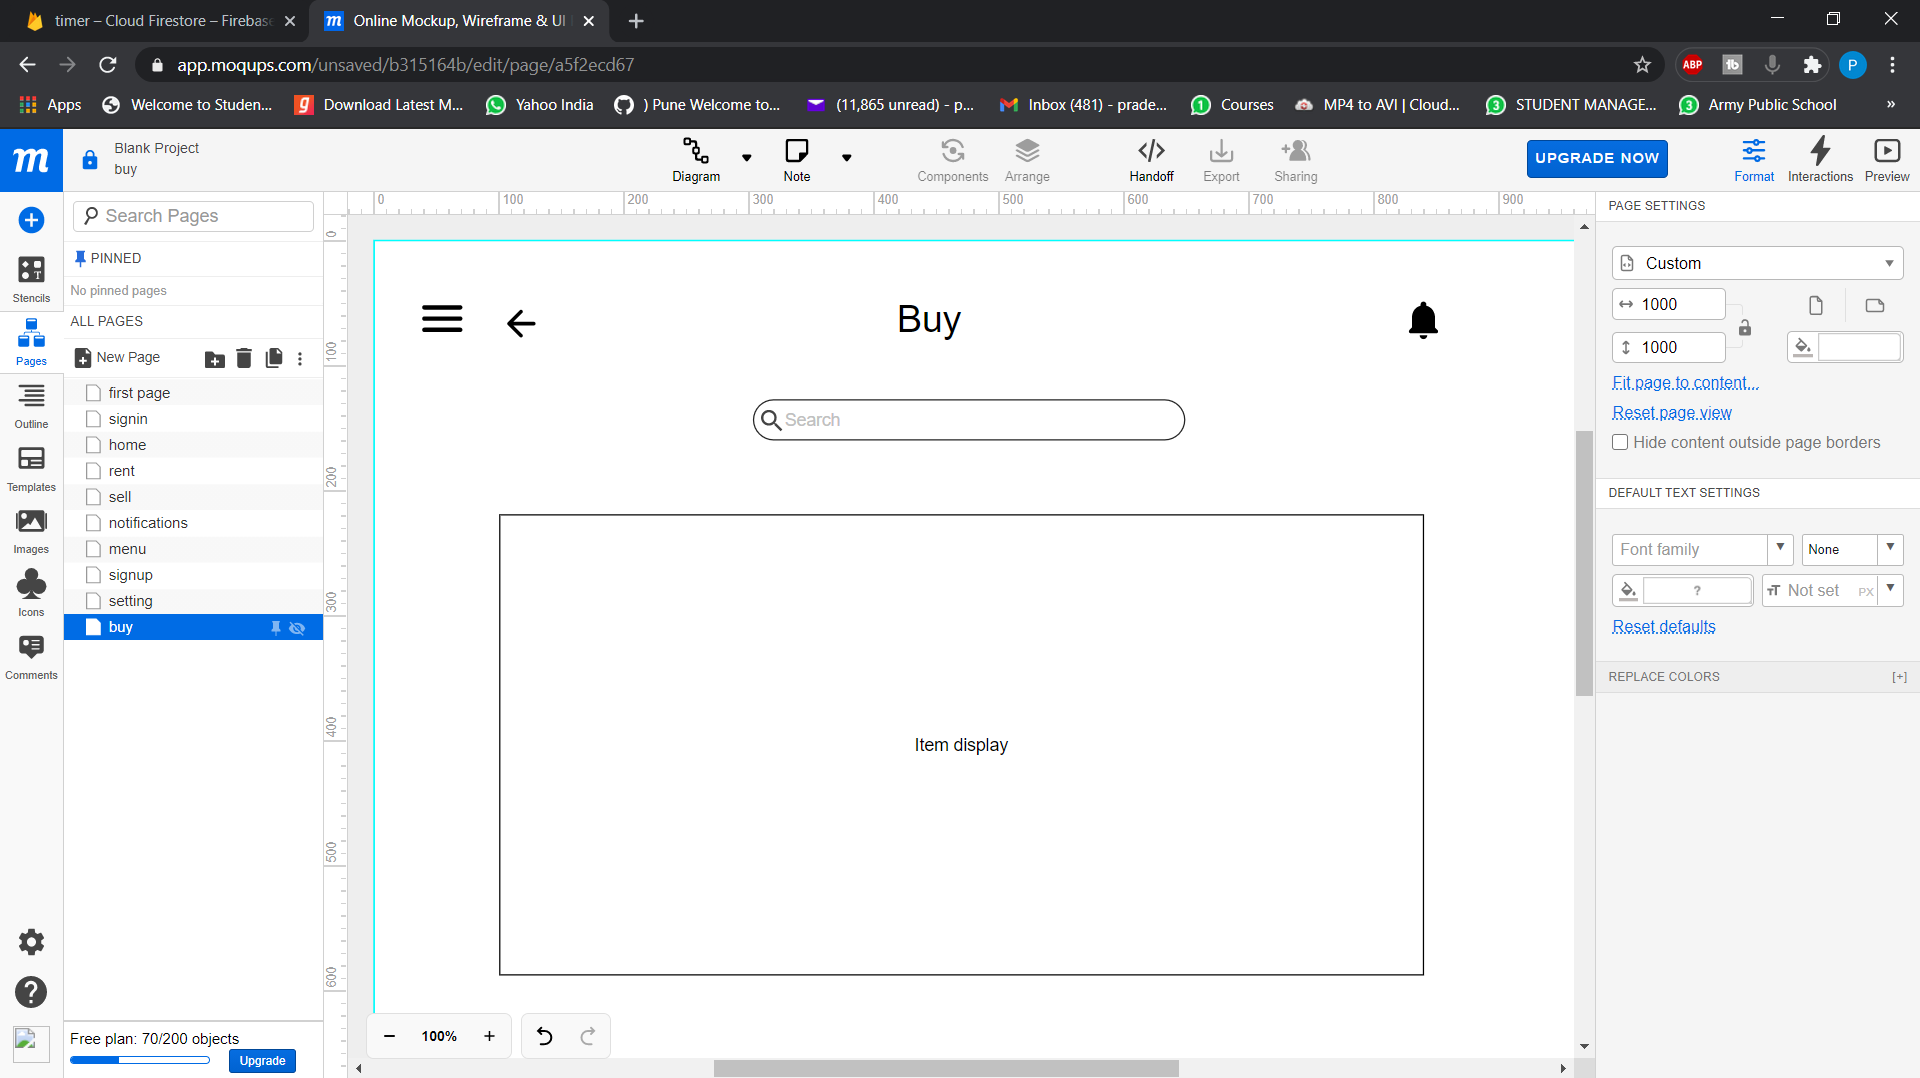 timer – Cloud Firestore – Firebase
Online Mockup, Wireframe & UI
app.moqups.com/unsaved/b315164b/edit/page/a5f2ecd67
ABP
P
Apps
Welcome to Studen...
Download Latest M...
Yahoo India
) Pune Welcome to...
(11,865 unread) - p...
Inbox (481) - prade...
Courses
MP4 to AVI | Cloud...
STUDENT MANAGE...
Army Public School
»
m
Blank Project
buy
Diagram
Note
Components
Arrange
Handoff
Export
Sharing
UPGRADE NOW
Format
Interactions
Preview
Stencils
Pages
Outline
Templates
Images
Icons
Comments
Search Pages
PINNED
No pinned pages
ALL PAGES
New Page
first page
signin
home
rent
sell
notifications
menu
signup
setting
buy
Free plan: 70/200 objects
Upgrade
0 100 200 300 400 500 600 700 800 900
0
100
200
300
400
500
600
Buy
Search
Item display
100%
PAGE SETTINGS
Custom
1000
1000
Fit page to content...
Reset page view
Hide content outside page borders
DEFAULT TEXT SETTINGS
Font family
None
?
Not set PX
Reset defaults
REPLACE COLORS [+]